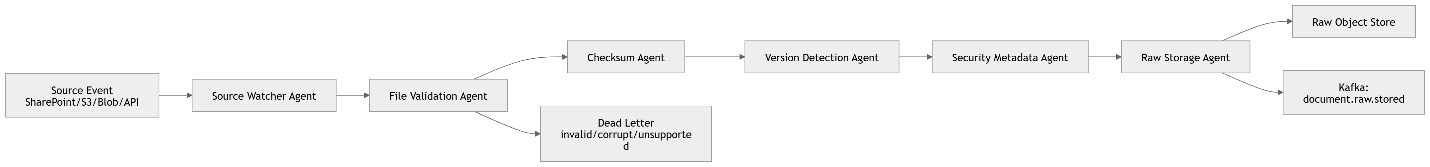 Source Event
SharePoint/S3/Blob/API
Source Watcher Agent
File Validation Agent
Checksum Agent
Dead Letter
invalid/corrupt/unsupporte
d
Version Detection Agent
Security Metadata Agent
Raw Storage Agent
Raw Object Store
Kafka:
document.raw.stored